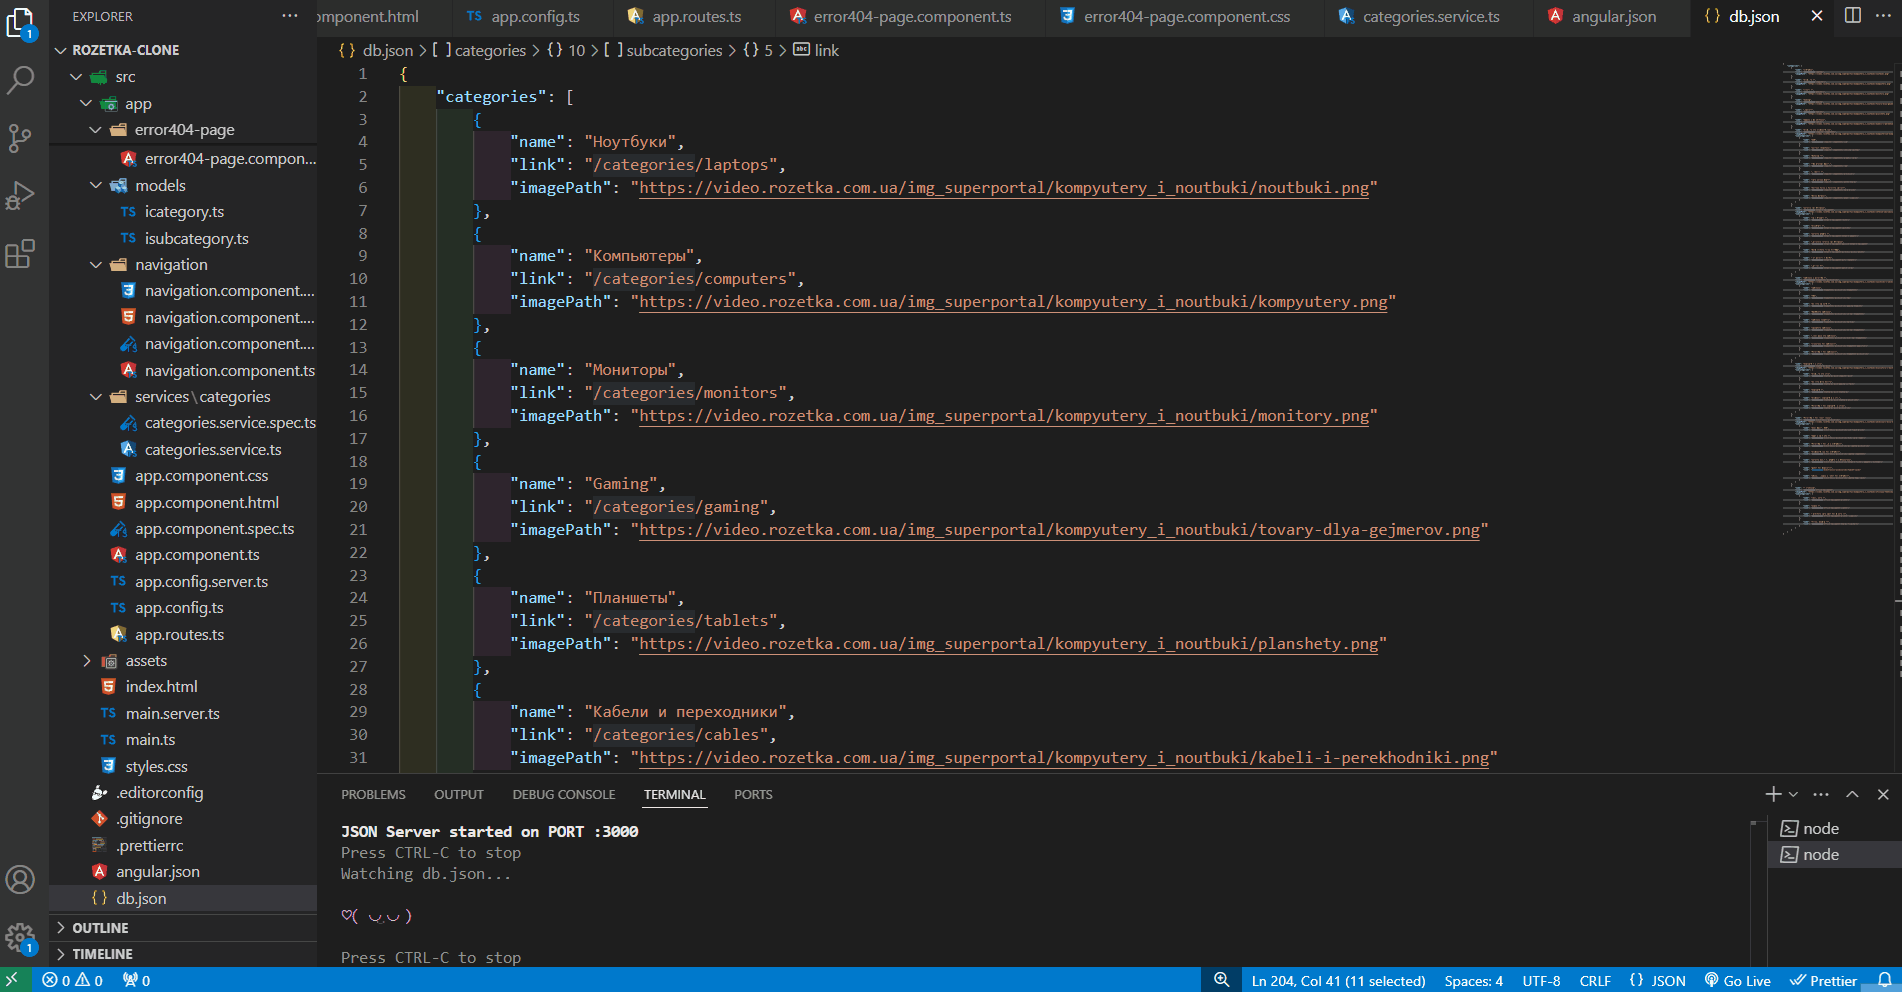 EXPLORER
ROZETKA-CLONE
src
app
error404-page
error404-page.compon...
models
TS icategory.ts
TS isubcategory.ts
navigation
navigation.component....
navigation.component....
navigation.component....
navigation.component.ts
services\categories
categories.service.spec.ts
categories.service.ts
app.component.css
app.component.html
app.component.spec.ts
app.component.ts
TS app.config.server.ts
TS app.config.ts
app.routes.ts
assets
index.html
TS main.server.ts
TS main.ts
styles.css
.editorconfig
.gitignore
.prettierrc
angular.json
{} db.json
OUTLINE
TIMELINE
omponent.html
TS app.config.ts
app.routes.ts
error404-page.component.ts
error404-page.component.css
categories.service.ts
angular.json
{} db.json
{} db.json > [ ] categories > {} 10 > [ ] subcategories > {} 5 > abc link
1 {
2 "categories": [
3 {
4 "name": "Ноутбуки",
5 "link": "/categories/laptops",
6 "imagePath": "https://video.rozetka.com.ua/img_superportal/kompyutery_i_noutbuki/noutbuki.png"
7 },
8 {
9 "name": "Компьютеры",
10 "link": "/categories/computers",
11 "imagePath": "https://video.rozetka.com.ua/img_superportal/kompyutery_i_noutbuki/kompyutery.png"
12 },
13 {
14 "name": "Мониторы",
15 "link": "/categories/monitors",
16 "imagePath": "https://video.rozetka.com.ua/img_superportal/kompyutery_i_noutbuki/monitory.png"
17 },
18 {
19 "name": "Gaming",
20 "link": "/categories/gaming",
21 "imagePath": "https://video.rozetka.com.ua/img_superportal/kompyutery_i_noutbuki/tovary-dlya-gejmerov.png"
22 },
23 {
24 "name": "Планшеты",
25 "link": "/categories/tablets",
26 "imagePath": "https://video.rozetka.com.ua/img_superportal/kompyutery_i_noutbuki/planshety.png"
27 },
28 {
29 "name": "Кабели и переходники",
30 "link": "/categories/cables",
31 "imagePath": "https://video.rozetka.com.ua/img_superportal/kompyutery_i_noutbuki/kabeli-i-perekhodniki.png"
PROBLEMS OUTPUT DEBUG CONSOLE TERMINAL PORTS
JSON Server started on PORT :3000
Press CTRL-C to stop
Watching db.json...
♡( ◡‿◡ )
Press CTRL-C to stop
node
node
0 0 0
Ln 204, Col 41 (11 selected) Spaces: 4 UTF-8 CRLF {} JSON Go Live Prettier
1
1